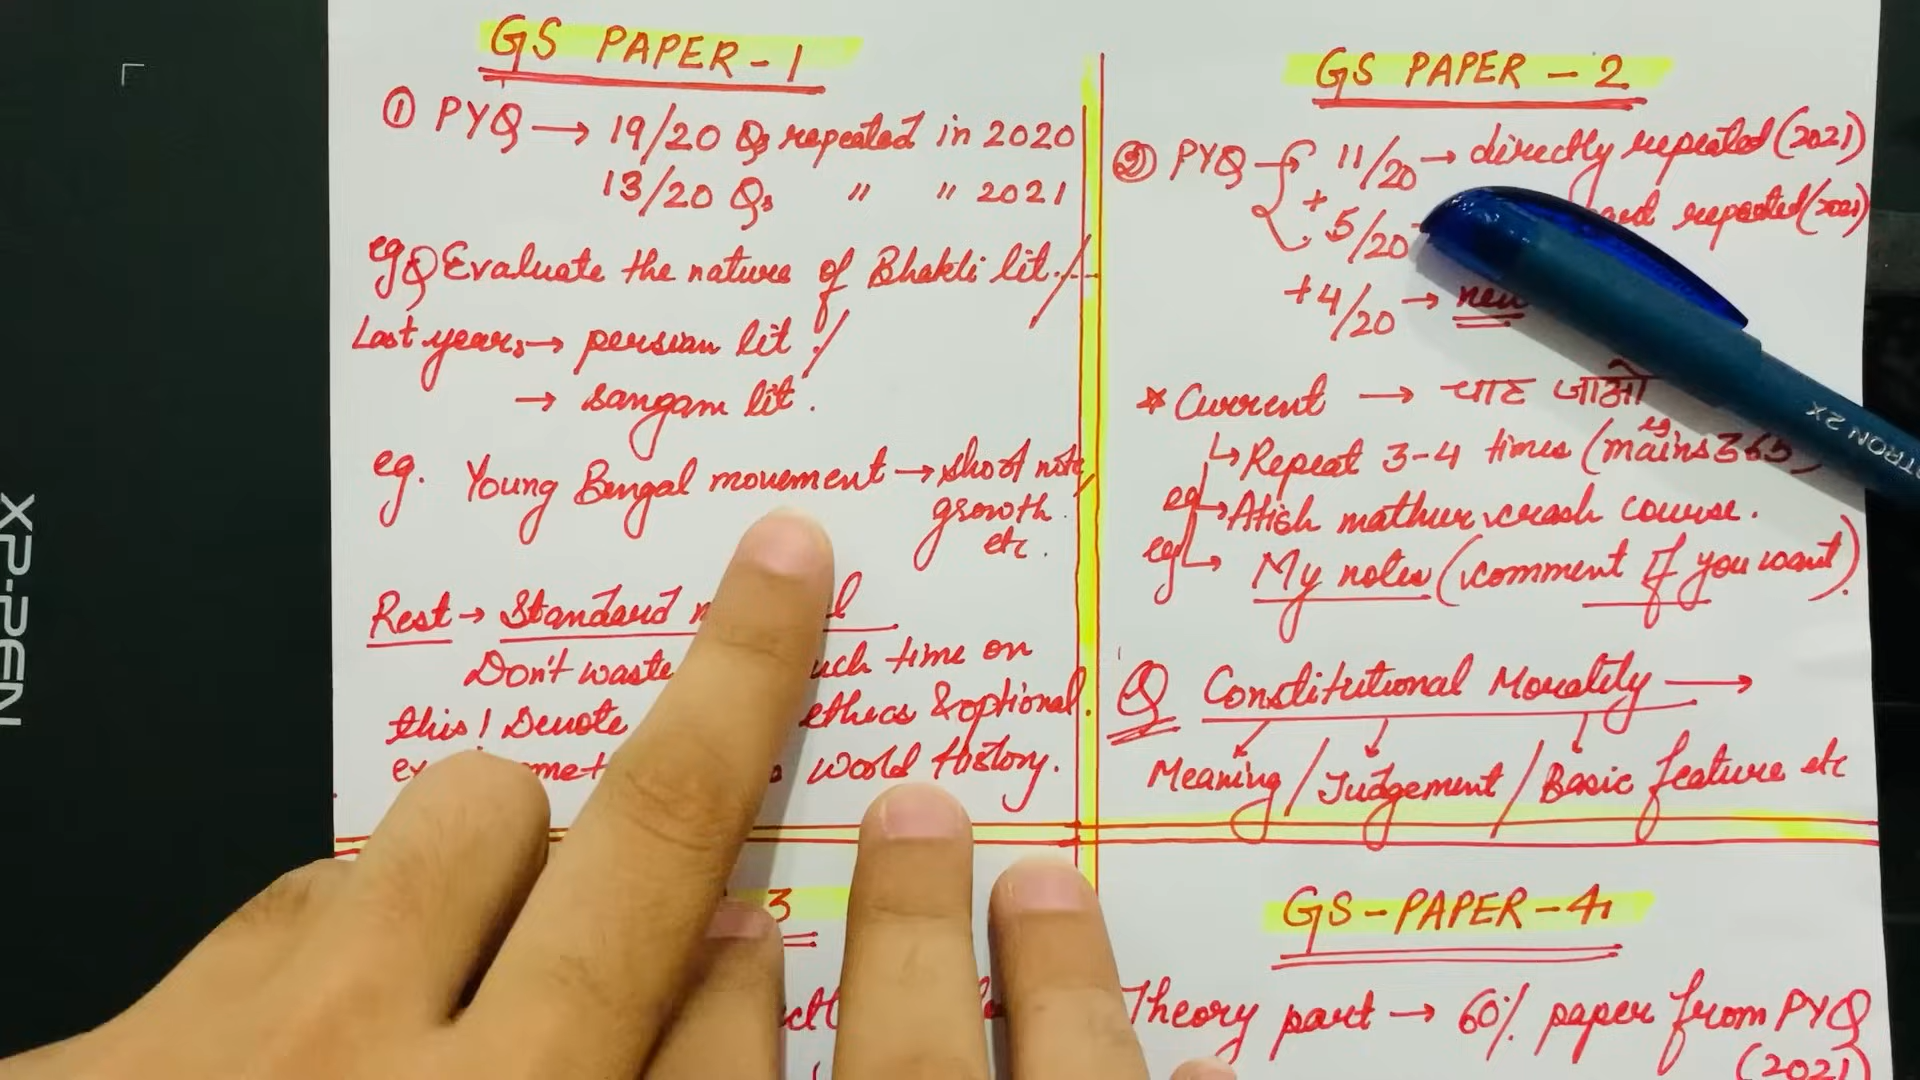 GS PAPER - 1
① PYQ → 19/20 Qs repeated in 2020
13/20 Qs " " 2021
eg Q Evaluate the nature of Bhakti lit. /
Last years → persian lit /
→ sangam lit.
eg. Young Bengal movement → short note,
growth
etc.
Rest → Standard
Don't waste time on
this! Devote ethics & optional.
world History.
GS PAPER - 2
② PYQ → 11/20 → directly repeated (2021)
+ 5/20 repeated (2021)
+ 4/20 → new
* Current → चाट जाओ
↳ Repeat 3-4 times (mains 365)
eg → Atish mathur crash course.
eg → My notes (comment if you want).
Q Constitutional Morality →
Meaning / Judgement / Basic feature etc
3
GS - PAPER - 4
Theory part → 60% paper from PYQ
(2021)
XP-PEN
TRON 2X